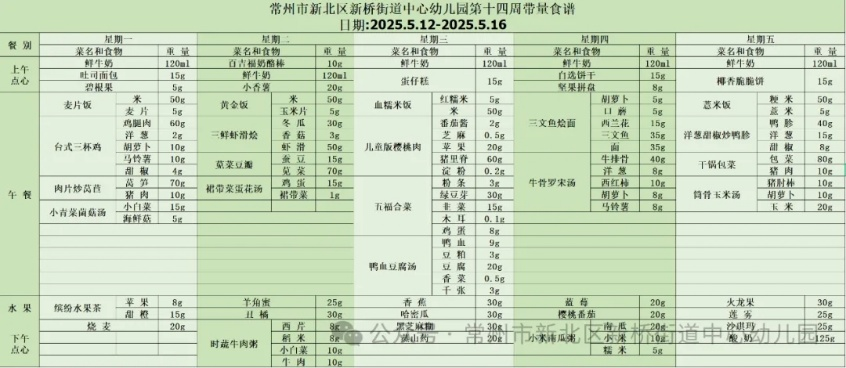 常州市新北区新桥街道中心幼儿园第十四周带量食谱
日期:2025.5.12-2025.5.16
餐 别 星期一 星期二 星期三 星期四 星期五
菜名和食物 重 量 菜名和食物 重 量 菜名和食物 重 量 菜名和食物 重 量 菜名和食物 重 量
上午点心
鲜牛奶 120ml 百吉福奶酪棒 10g 鲜牛奶 120ml 鲜牛奶 120ml 鲜牛奶 120ml
吐司面包 15g 鲜牛奶 120ml 蛋仔糕 15g 自选饼干 15g 椰香脆脆饼 15g
碧根果 5g 小香薯 20g 坚果拼盘 8g
午 餐
麦片饭 米 50g 黄金饭 米 50g 血糯米饭 红糯米 5g 三文鱼烩面 胡萝卜 5g 薏米饭 粳 米 50g
麦 片 5g 玉米片 5g 米 50g 口 蘑 5g 薏 米 5g
台式三杯鸡 鸡腿肉 60g 三鲜虾滑烩 冬 瓜 30g 儿童版樱桃肉 番茄酱 2g 西兰花 15g 洋葱甜椒炒鸭胗 鸭 胗 40g
洋 葱 2g 香 菇 3g 芝 麻 0.5g 三文鱼 35g 洋 葱 15g
胡萝卜 10g 虾 滑 50g 苹 果 20g 面 35g 甜 椒 8g
马铃薯 10g 苋菜豆瓣 蚕 豆 15g 猪里脊 60g 牛骨罗宋汤 牛排骨 40g 干锅包菜 包 菜 80g
甜 椒 4g 苋 菜 70g 淀 粉 0.2g 洋 葱 8g 猪 肉 10g
肉片炒莴苣 莴 笋 70g 裙带菜蛋花汤 鸡 蛋 15g 五福合菜 粉 条 3g 西红柿 10g 筒骨玉米汤 猪肘棒 10g
猪 肉 10g 裙带菜 1g 绿豆芽 30g 胡萝卜 8g 胡萝卜 10g
小青菜菌菇汤 小白菜 15g 韭 菜 15g 马铃薯 8g 玉 米 20g
海鲜菇 5g 木 耳 0.1g
鸡 蛋 8g
鸭血豆腐汤 鸭 血 9g
豆 粕 3g
豆 腐 20g
香 菜 0.5g
千 张 3g
水 果
缤纷水果茶 苹 果 8g 羊角蜜 25g 香 蕉 30g 蓝 莓 20g 火龙果 30g
甜 橙 15g 丑 橘 30g 哈密瓜 30g 樱桃番茄 20g 莲 雾 25g
下午点心
烧 麦 20g 时蔬牛肉粥 西 芹 8g 黑芝麻糊 30g 小米南瓜粥 南 瓜 20g 沙琪玛 25g
稻 米 8g 蒸山药 20g 小 米 10g 酸 奶 125g
小白菜 10g 糯 米 5g
牛 肉 10g
公众号 · 常州市新北区新桥街道中心幼儿园